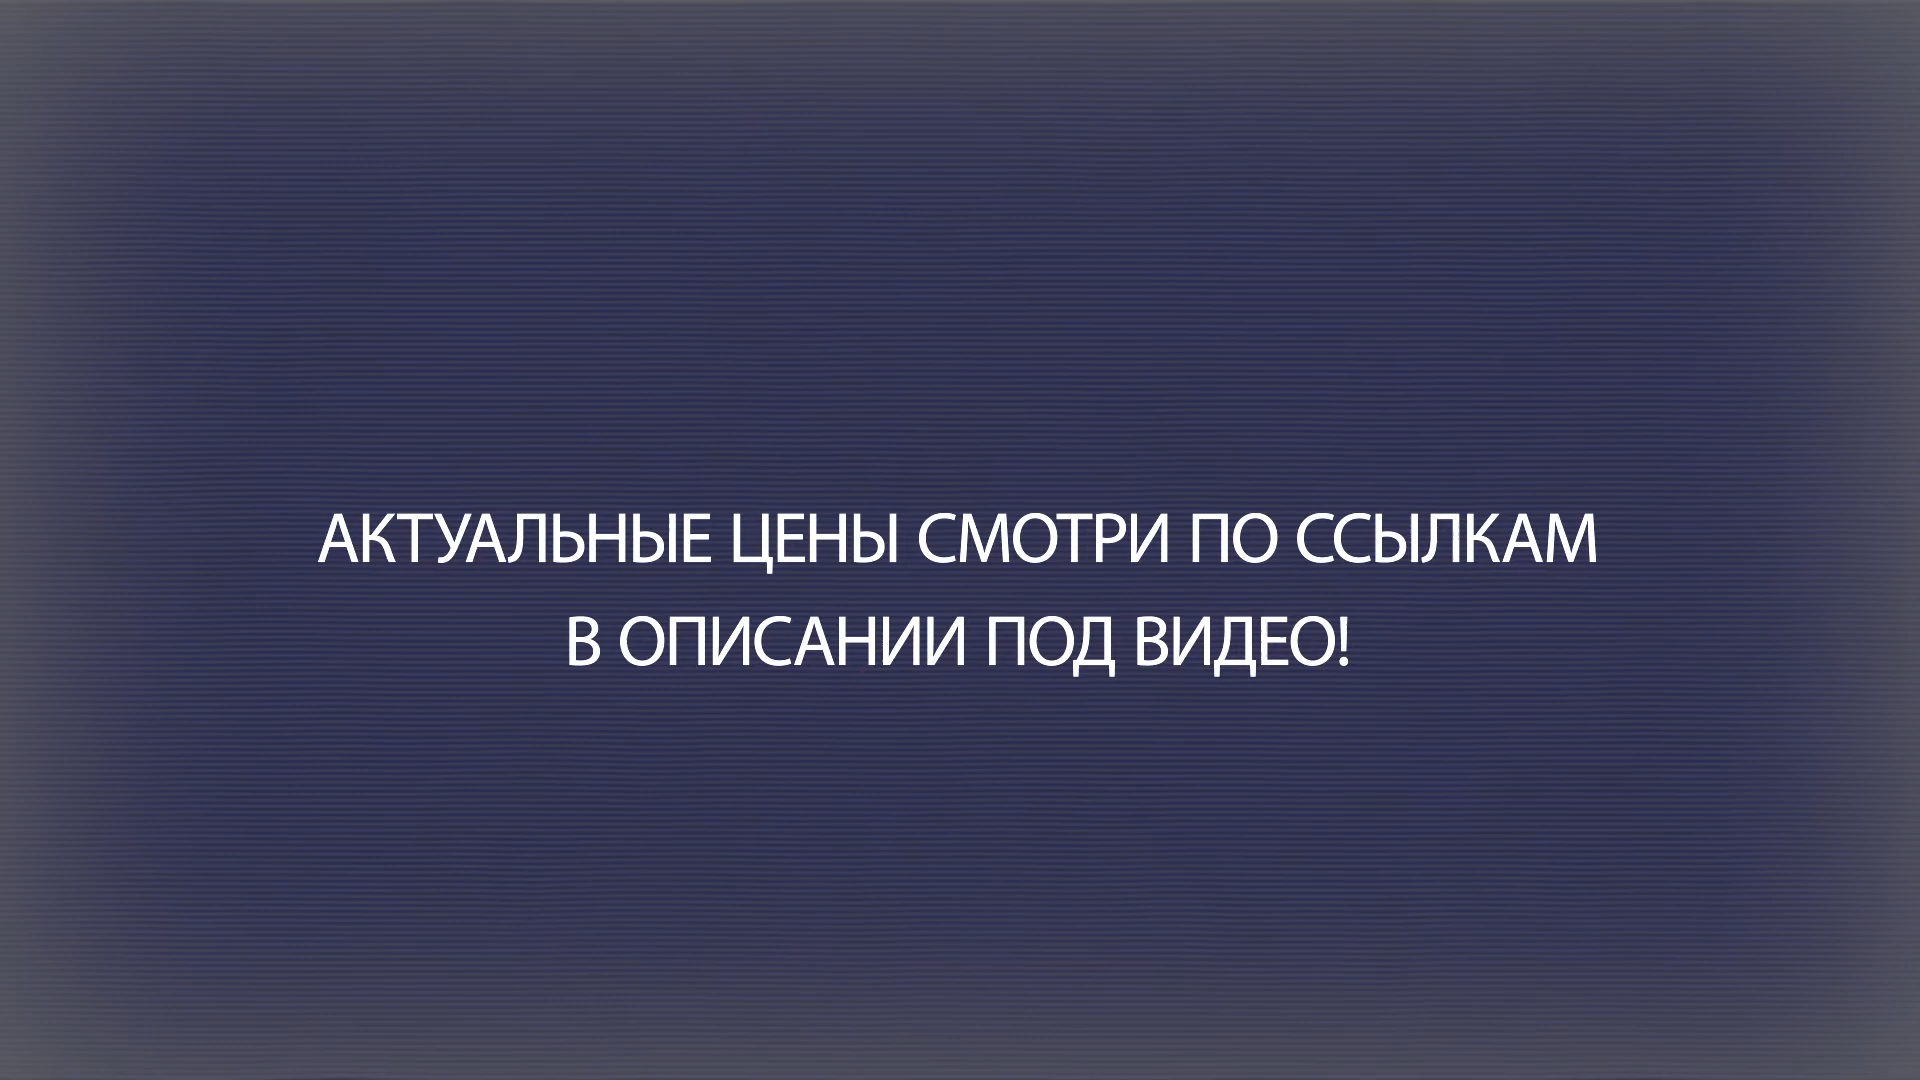 АКТУАЛЬНЫЕ ЦЕНЫ СМОТРИ ПО ССЫЛКАМ
В ОПИСАНИИ ПОД ВИДЕО!